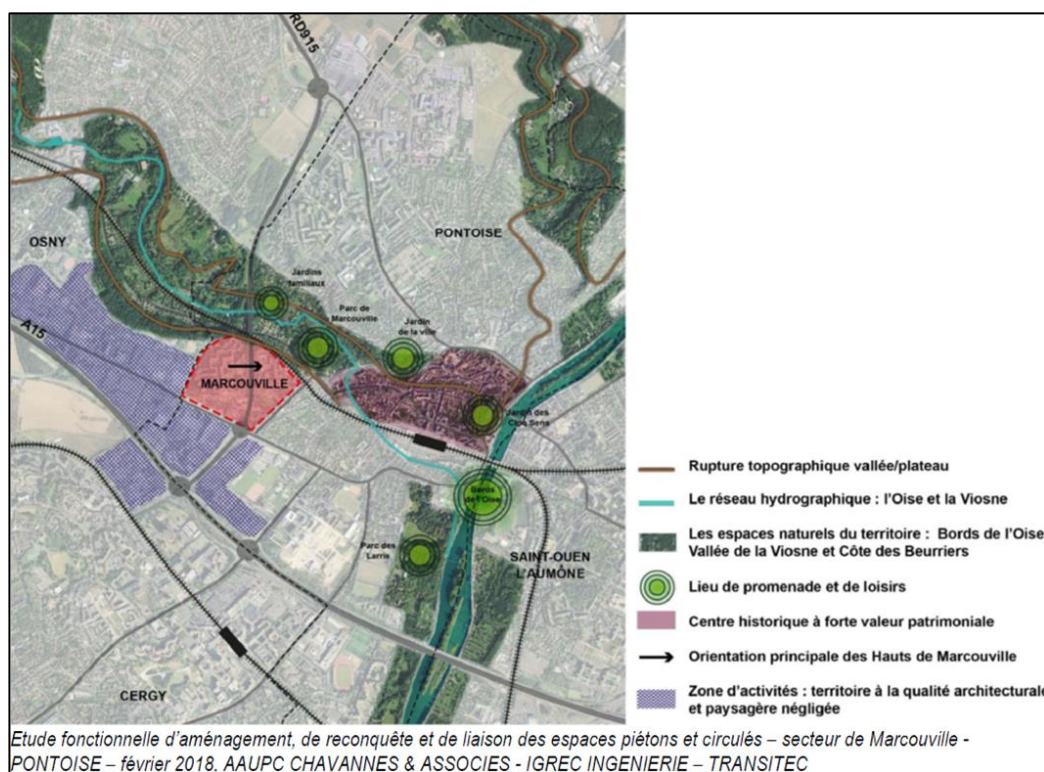 RD915
PONTOISE
OSNY
Jardins
familiaux
Parc de
Marcouville
Jardin
de la ville
A15
MARCOUVILLE
Jardin des
Cinq Sens
Bords
de l'Oise
Parc des
Larris
SAINT-OUEN
L'AUMÔNE
CERGY
Rupture topographique vallée/plateau
Le réseau hydrographique : l'Oise et la Viosne
Les espaces naturels du territoire : Bords de l'Oise
Vallée de la Viosne et Côte des Beurriers
Lieu de promenade et de loisirs
Centre historique à forte valeur patrimoniale
Orientation principale des Hauts de Marcouville
Zone d'activités : territoire à la qualité architecturale
et paysagère négligée
Etude fonctionnelle d'aménagement, de reconquête et de liaison des espaces piétons et circulés – secteur de Marcouville -
PONTOISE – février 2018, AAUPC CHAVANNES & ASSOCIES - IGREC INGENIERIE – TRANSITEC